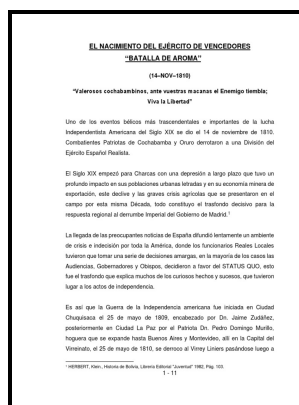 EL NACIMIENTO DEL EJÉRCITO DE VENCEDORES
“BATALLA DE AROMA”
(14–NOV–1810)
“Valerosos cochabambinos, ante vuestras macanas el Enemigo tiembla;
Viva la Libertad”
Uno de los eventos bélicos más trascendentales e importantes de la lucha
Independentista Americana del Siglo XIX se dio el 14 de noviembre de 1810.
Combatientes Patriotas de Cochabamba y Oruro derrotaron a una División del
Ejército Español Realista.
El Siglo XIX empezó para Charcas con una depresión a largo plazo que tuvo un
profundo impacto en sus poblaciones urbanas letradas y en su economía minera de
exportación, este declive y las graves crisis agrícolas que se presentaron en el
campo por esta misma Década, todo constituyo el trasfondo decisivo para la
respuesta regional al derrumbe Imperial del Gobierno de Madrid.¹
La llegada de las preocupantes noticias de España difundió lentamente un ambiente
de crisis e indecisión por toda la América, donde los funcionarios Reales Locales
tuvieron que tomar una serie de decisiones amargas, en la mayoría de los casos las
Audiencias, Gobernadores y Obispos, decidieron a favor del STATUS QUO, esto
fue el trasfondo que explica muchos de los curiosos hechos y sucesos, que tuvieron
lugar a los actos de independencia.
Es así que la Guerra de la Independencia americana fue iniciada en Ciudad
Chuquisaca el 25 de mayo de 1809, encabezado por Dn. Jaime Zudáñez,
posteriormente en Ciudad La Paz por el Patriota Dn. Pedro Domingo Murillo,
hoguera que se expande hasta Buenos Aires y Montevideo, allí en la Capital del
Virreinato, el 25 de mayo de 1810, se derroco al Virrey Liniers pasándose luego a
¹ HERBERT, Klein., Historia de Bolivia, Librería Editorial “Juventud” 1982, Pag. 103.
1 - 11